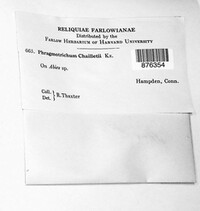 RELIQUIAE FARLOWIANAE
Distributed by the
FARLOW HERBARIUM OF HARVARD UNIVERSITY
663. Phragmotrichum Chailletii Kz.
876354
On Abies sp.
Hampden, Conn.
Coll. } R. Thaxter
Det. }